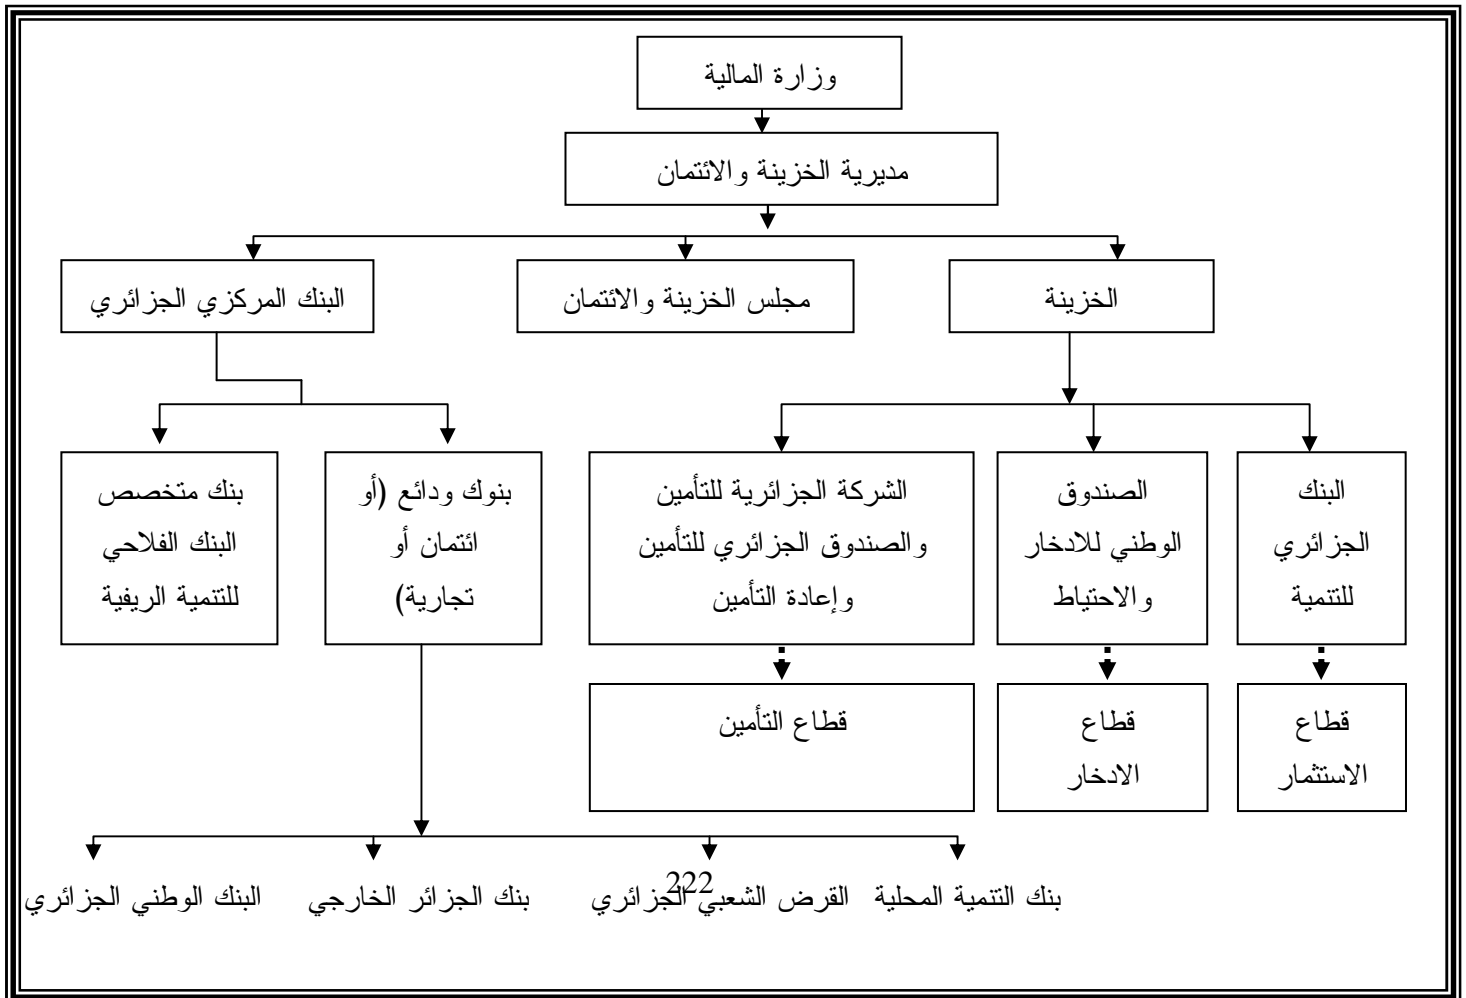 وزارة المالية
مديرية الخزينة والائتمان
الخزينة
مجلس الخزينة والائتمان
البنك المركزي الجزائري
البنك
الجزائري
للتنمية
الصندوق
الوطني للادخار
والاحتياط
الشركة الجزائرية للتأمين
والصندوق الجزائري للتأمين
وإعادة التأمين
بنوك ودائع (أو
ائتمان أو
تجارية)
بنك متخصص
البنك الفلاحي
للتنمية الريفية
قطاع
الاستثمار
قطاع
الادخار
قطاع التأمين
بنك التنمية المحلية
القرض الشعبي الجزائري
بنك الجزائر الخارجي
البنك الوطني الجزائري
222